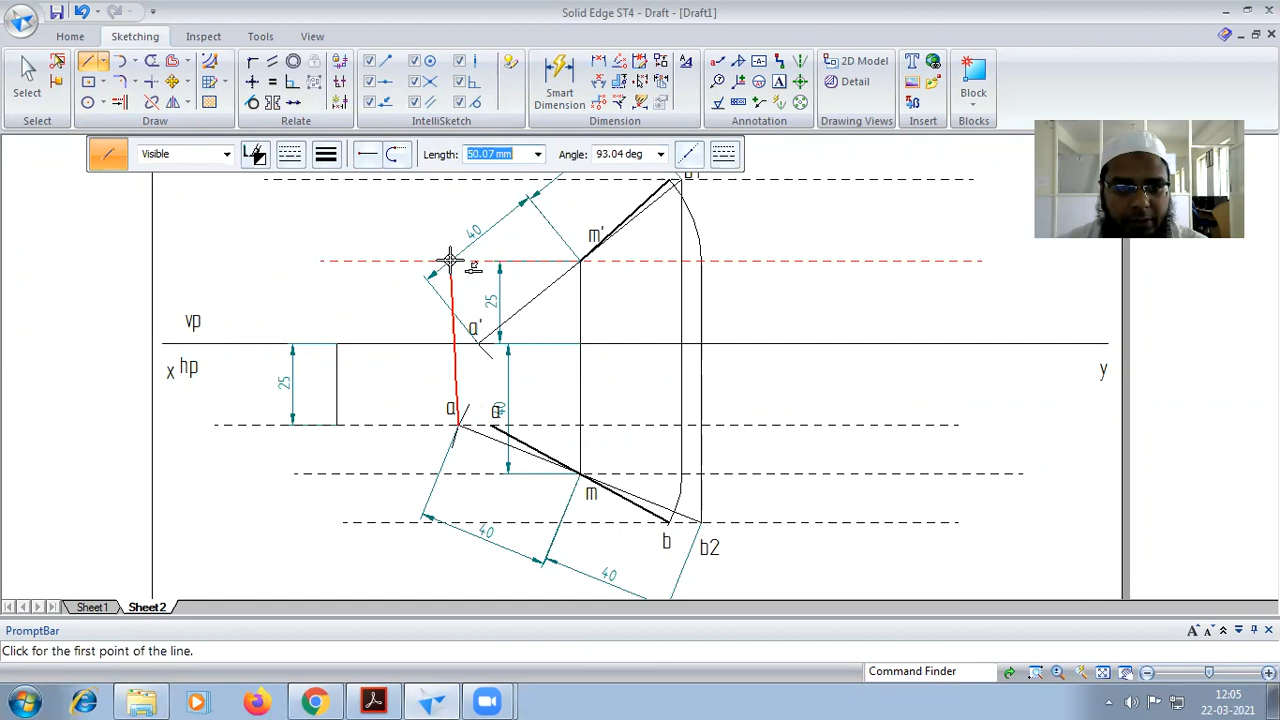 Solid Edge ST4 - Draft - [Draft1]
Home Sketching Inspect Tools View
Select
Smart Dimension
2D Model
Detail
Block
Select Draw Relate IntelliSketch Dimension Annotation Drawing Views Insert Blocks
Visible Length: 50.07 mm Angle: 93.04 deg
40
m'
25
a'
vp
x hp
y
25
a
a
40
m
40
b
b2
40
Sheet1 Sheet2
PromptBar
Click for the first point of the line.
Command Finder
12:05
22-03-2021